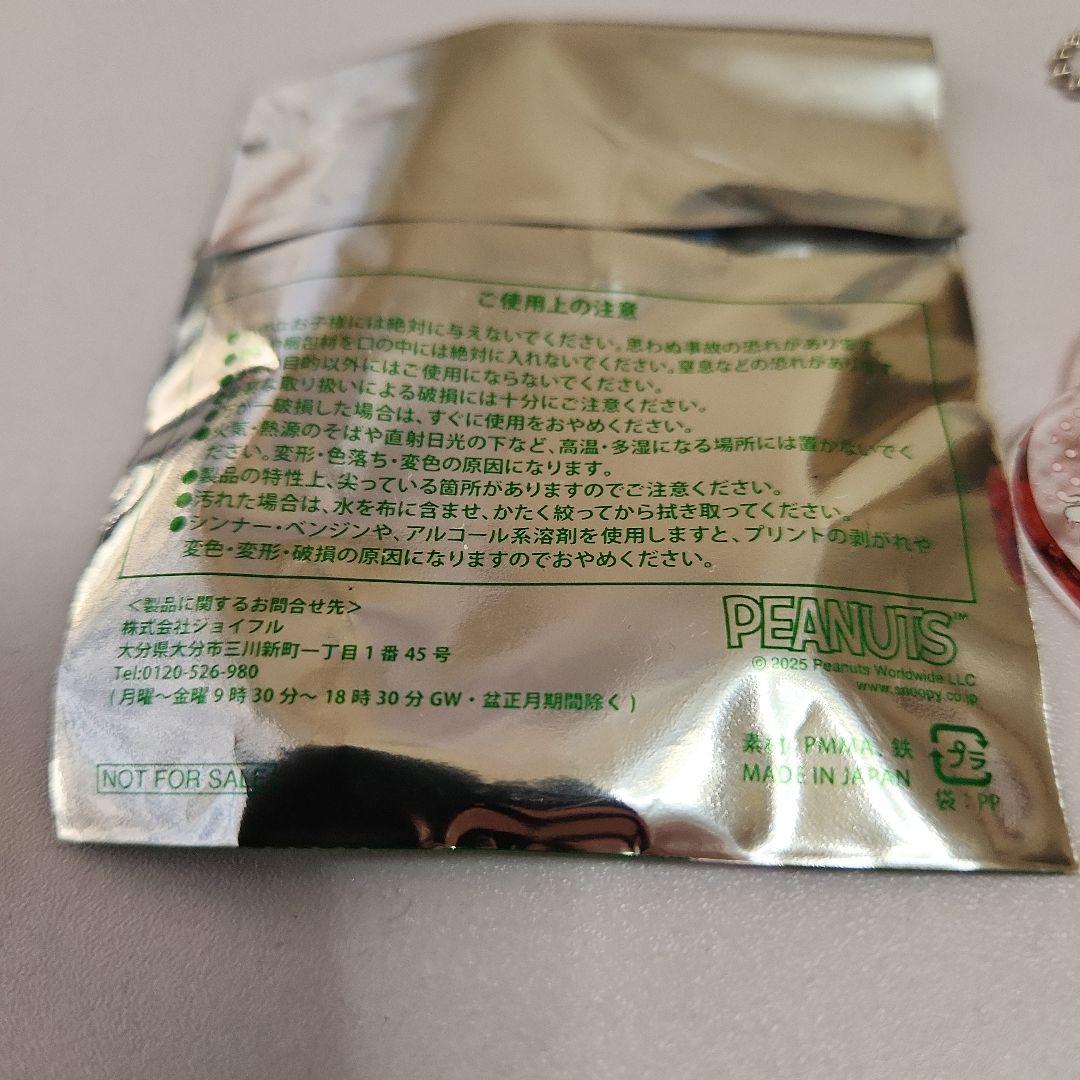 ご使用上の注意
お子様には絶対に与えないでください。思わぬ事故の恐れがあります。
梱包材を口の中には絶対に入れないでください。窒息などの恐れがあります。
目的以外にはご使用にならないでください。
取り扱いによる破損には十分にご注意ください。
破損した場合は、すぐに使用をおやめください。
●火気・熱源のそばや直射日光の下など、高温・多湿になる場所には置かないでく
ださい。変形・色落ち・変色の原因になります。
●製品の特性上、尖っている箇所がありますのでご注意ください。
●汚れた場合は、水を布に含ませ、かたく絞ってから拭き取ってください。
●シンナー・ベンジンや、アルコール系溶剤を使用しますと、プリントの剥がれや
変色・変形・破損の原因になりますのでおやめください。
＜製品に関するお問合せ先＞
株式会社ジョイフル
大分県大分市三川新町一丁目1番45号
Tel:0120-526-980
(月曜～金曜9時30分～18時30分GW・盆正月期間除く)
NOT FOR SALE
PEANUTS™
© 2025 Peanuts Worldwide LLC
www.snoopy.co.jp
素材：PMMA、鉄
MADE IN JAPAN
プラ
袋：PP